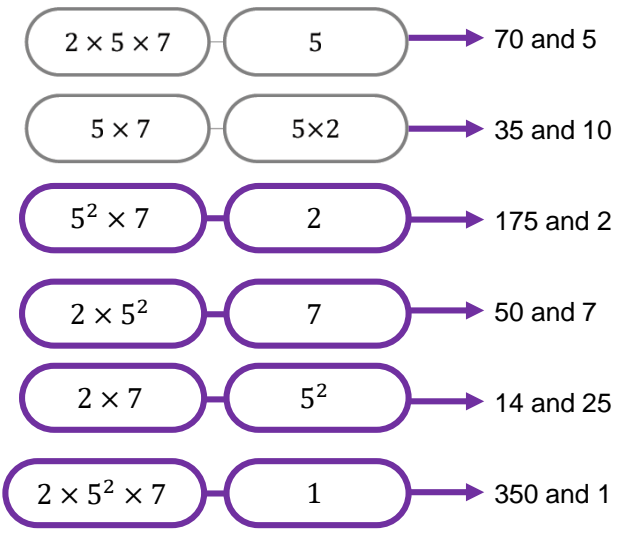 2 × 5 × 7 5 70 and 5
5 × 7 5×2 35 and 10
5² × 7 2 175 and 2
2 × 5² 7 50 and 7
2 × 7 5² 14 and 25
2 × 5² × 7 1 350 and 1